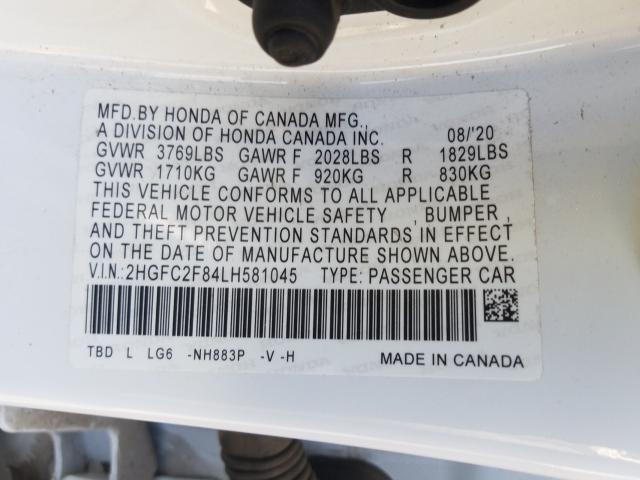 MFD.BY HONDA OF CANADA MFG.,
A DIVISION OF HONDA CANADA INC. 08/'20
GVWR 3769LBS GAWR F 2028LBS R 1829LBS
GVWR 1710KG GAWR F 920KG R 830KG
THIS VEHICLE CONFORMS TO ALL APPLICABLE
FEDERAL MOTOR VEHICLE SAFETY , BUMPER ,
AND THEFT PREVENTION STANDARDS IN EFFECT
ON THE DATE OF MANUFACTURE SHOWN ABOVE.
V.I.N.:2HGFC2F84LH581045 TYPE: PASSENGER CAR
TBD L LG6 -NH883P -V -H MADE IN CANADA